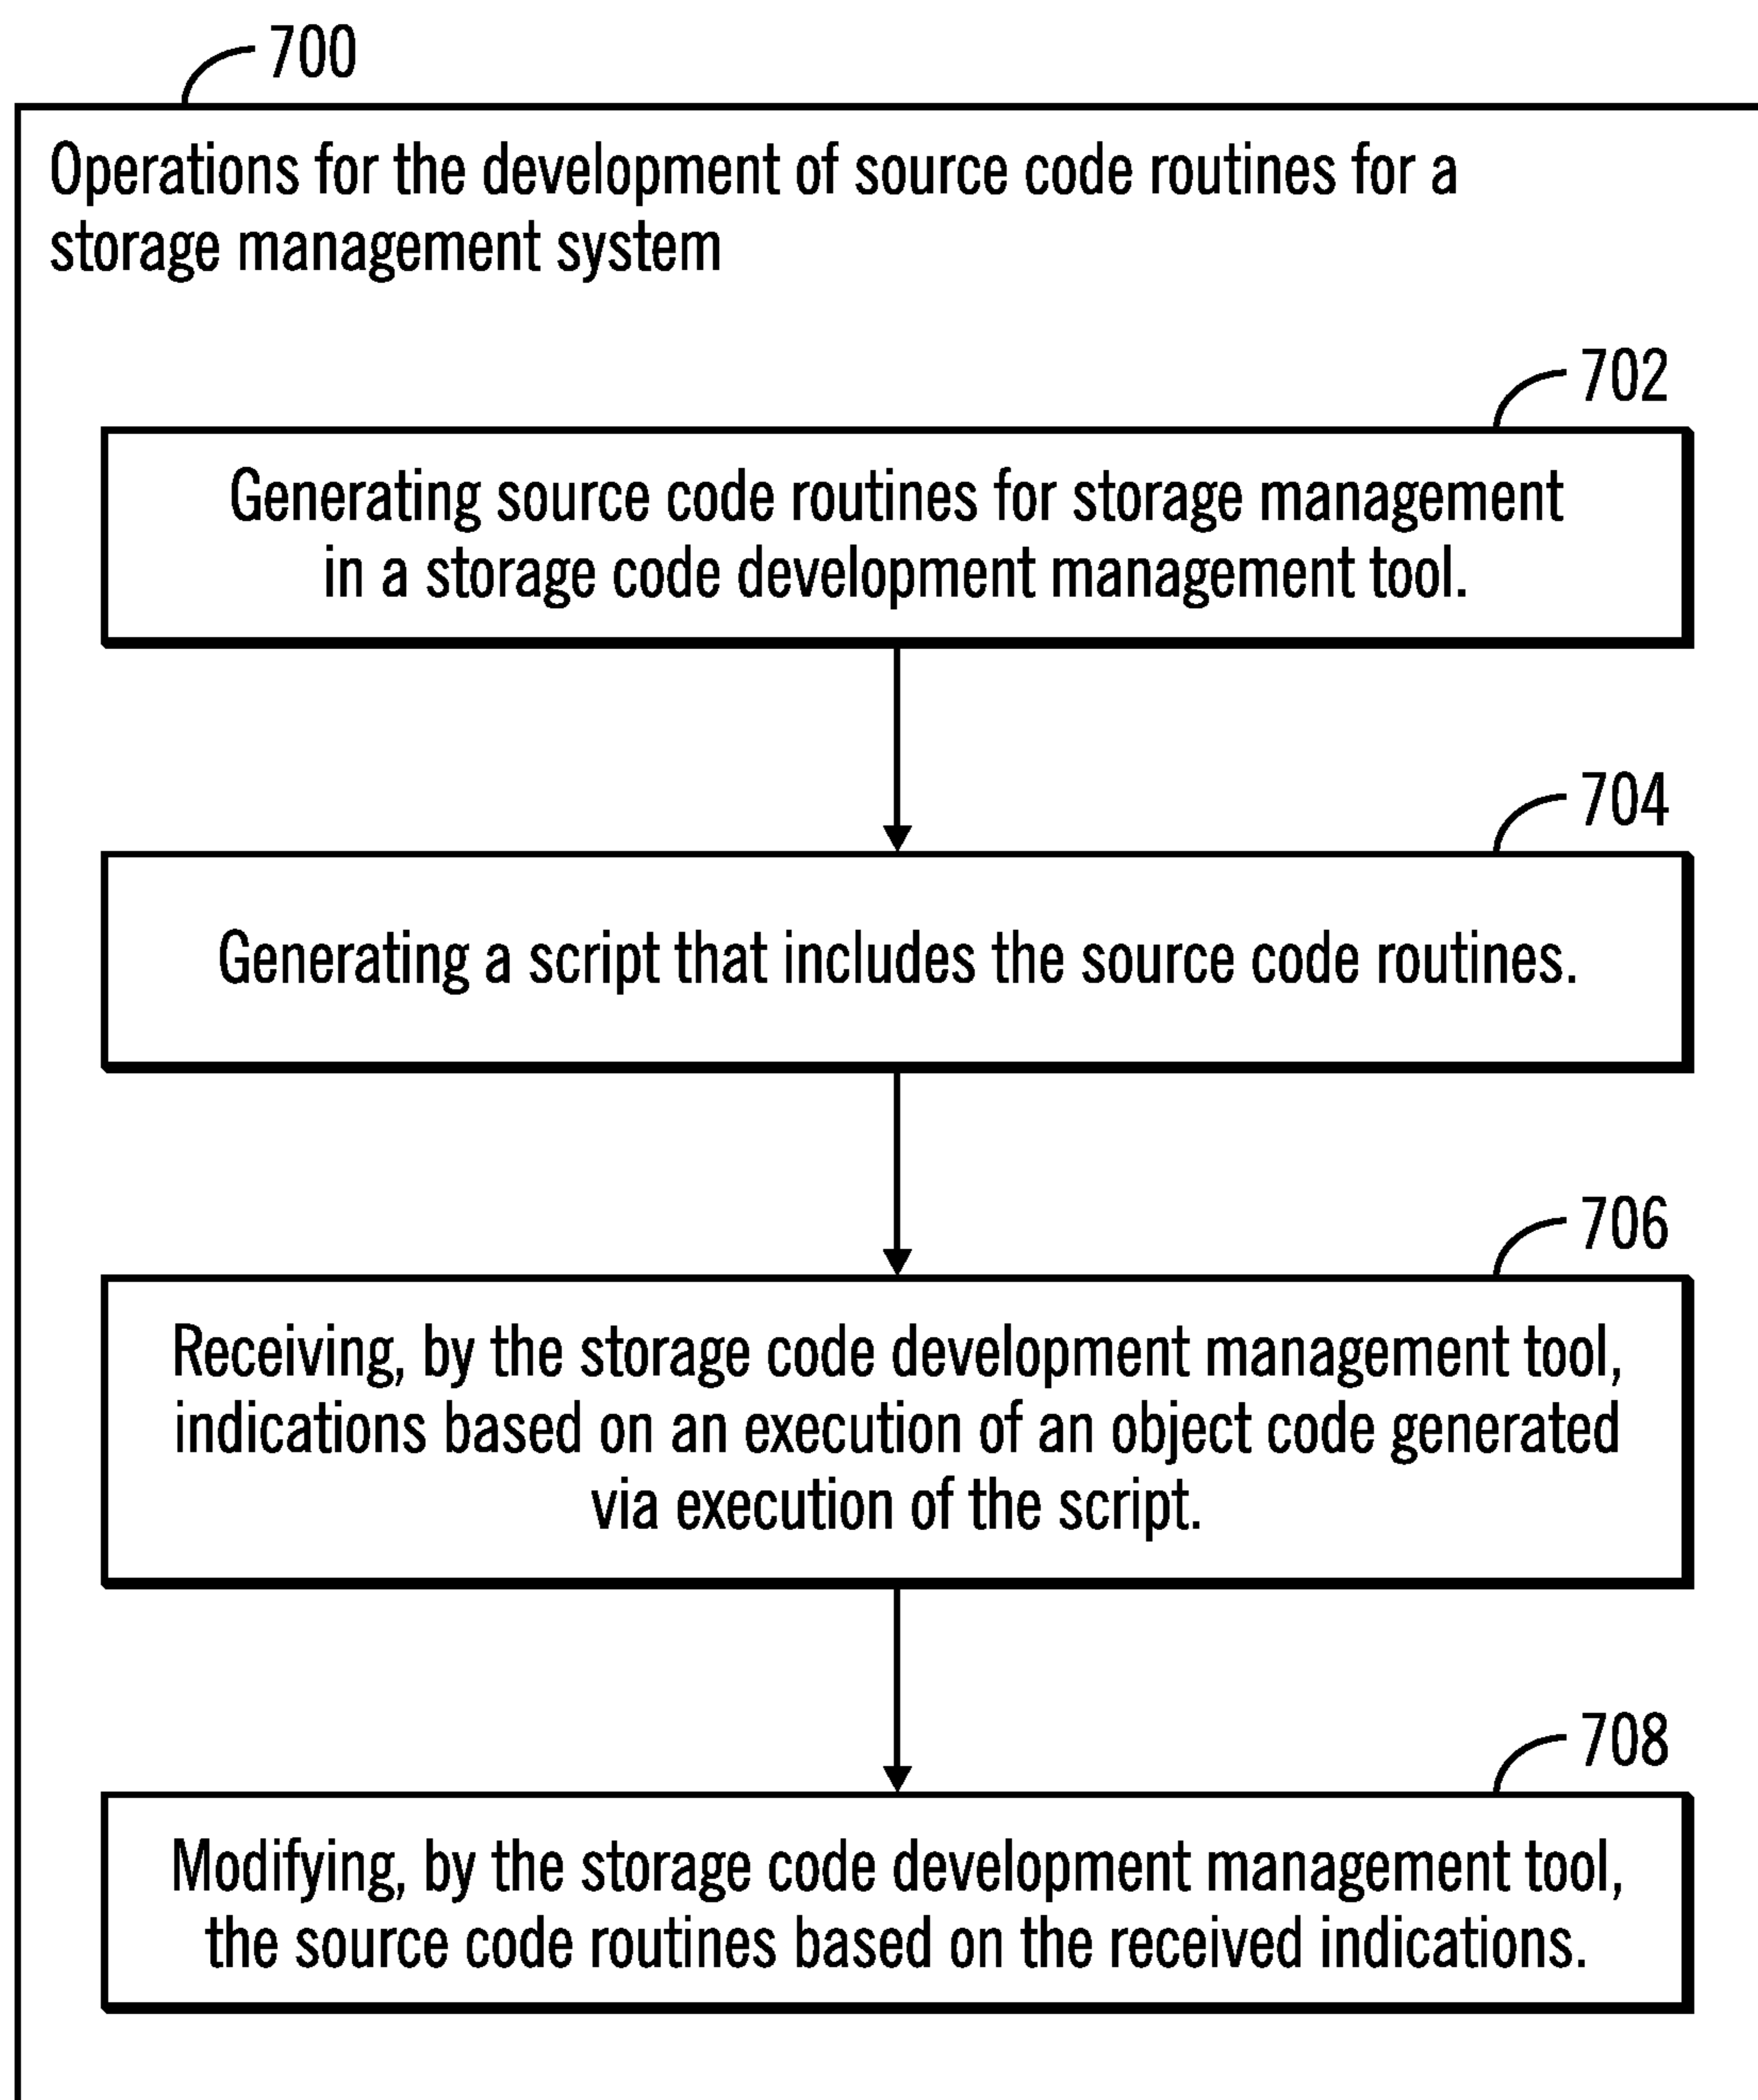 700
Operations for the development of source code routines for a
storage management system
702
Generating source code routines for storage management
in a storage code development management tool.
704
Generating a script that includes the source code routines.
706
Receiving, by the storage code development management tool,
indications based on an execution of an object code generated
via execution of the script.
708
Modifying, by the storage code development management tool,
the source code routines based on the received indications.